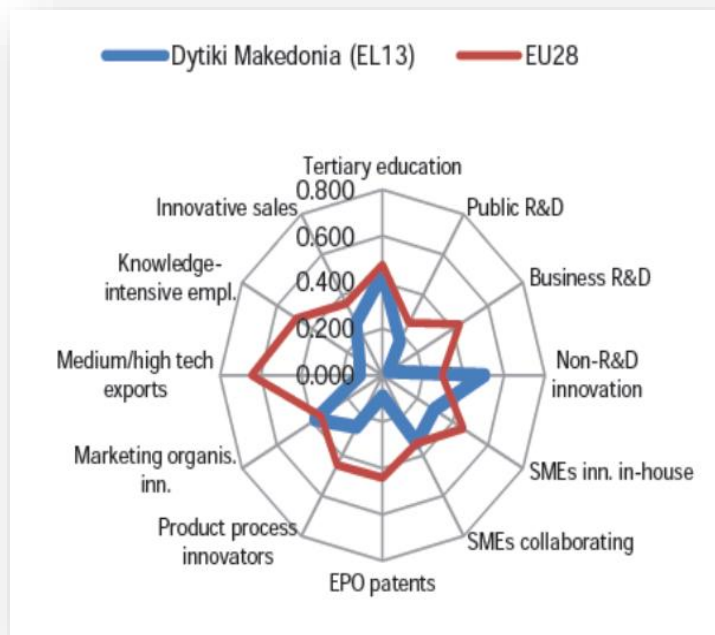 Dytiki Makedonia (EL13)
EU28
Tertiary education
0.800
Innovative sales
Public R&D
0.600
Knowledge-
intensive empl.
Business R&D
0.400
0.200
Medium/high tech
exports
0.000
Non-R&D
innovation
Marketing organis.
inn.
SMEs inn. in-house
Product process
innovators
SMEs collaborating
EPO patents